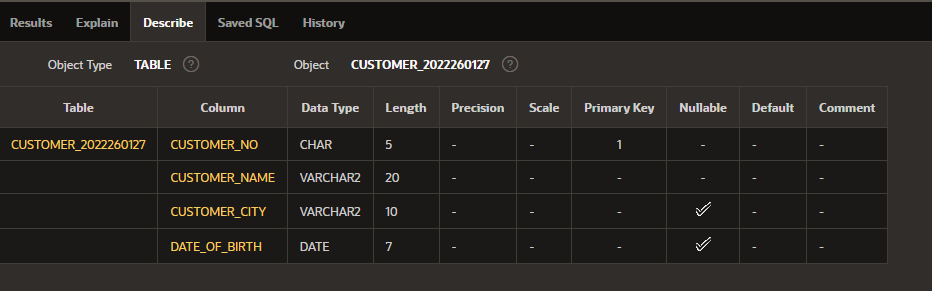 Results Explain Describe Saved SQL History
Object Type TABLE ? Object CUSTOMER_2022260127 ?
Table Column Data Type Length Precision Scale Primary Key Nullable Default Comment
CUSTOMER_2022260127 CUSTOMER_NO CHAR 5 - - 1 - - -
CUSTOMER_NAME VARCHAR2 20 - - - - - -
CUSTOMER_CITY VARCHAR2 10 - - - - -
DATE_OF_BIRTH DATE 7 - - - - -